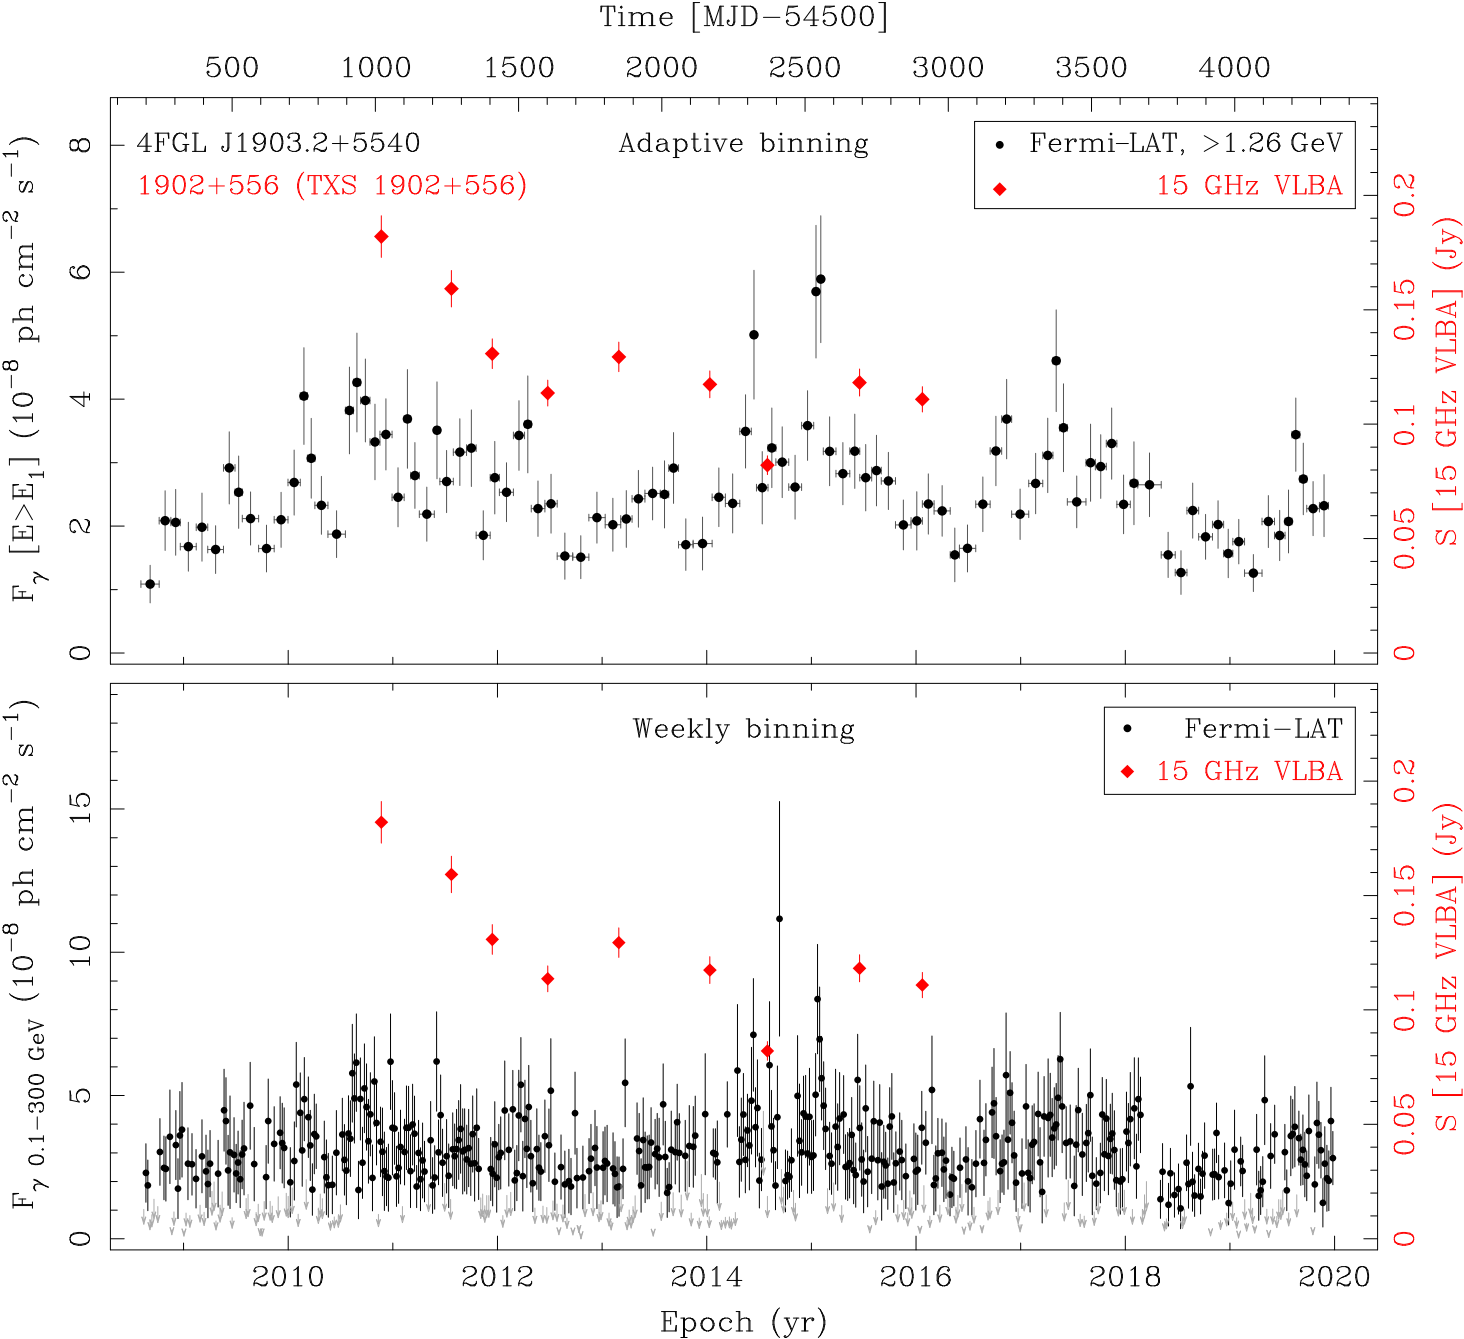 Time [MJD−54500]
500 1000 1500 2000 2500 3000 3500 4000
4FGL J1903.2+5540
1902+556 (TXS 1902+556)
Adaptive binning
Fermi−LAT, >1.26 GeV
15 GHz VLBA
F_γ [E>E_1] (10^−8 ph cm^−2 s^−1)
8
6
4
2
0
S [15 GHz VLBA] (Jy)
0.2
0.15
0.1
0.05
0
Weekly binning
Fermi−LAT
15 GHz VLBA
F_γ 0.1−300 GeV (10^−8 ph cm^−2 s^−1)
15
10
5
0
S [15 GHz VLBA] (Jy)
0.2
0.15
0.1
0.05
0
2010 2012 2014 2016 2018 2020
Epoch (yr)